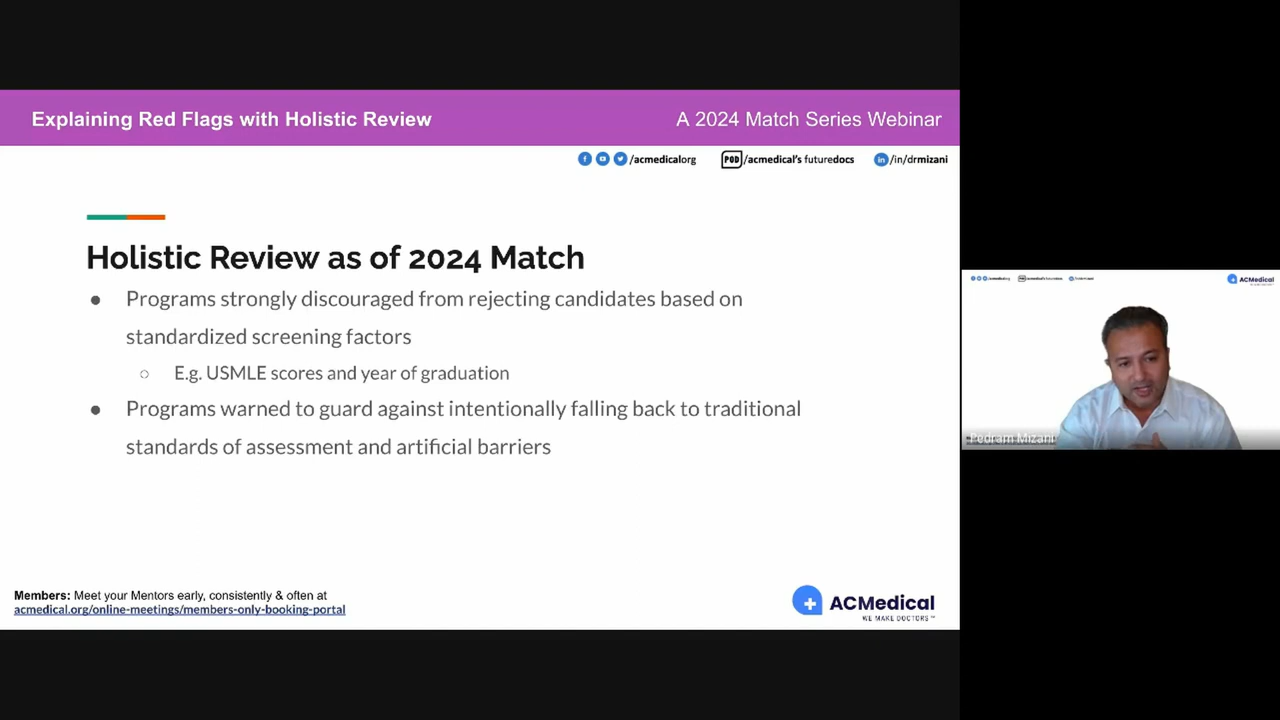 Explaining Red Flags with Holistic Review
A 2024 Match Series Webinar
/acmedicalorg
POD /acmedical's futuredocs
in /in/drmizani
Holistic Review as of 2024 Match
● Programs strongly discouraged from rejecting candidates based on
standardized screening factors
○ E.g. USMLE scores and year of graduation
● Programs warned to guard against intentionally falling back to traditional
standards of assessment and artificial barriers
Members: Meet your Mentors early, consistently & often at
acmedical.org/online-meetings/members-only-booking-portal
ACMedical
WE MAKE DOCTORS™
/acmedicalorg
ACMedical
Pedram Mizani